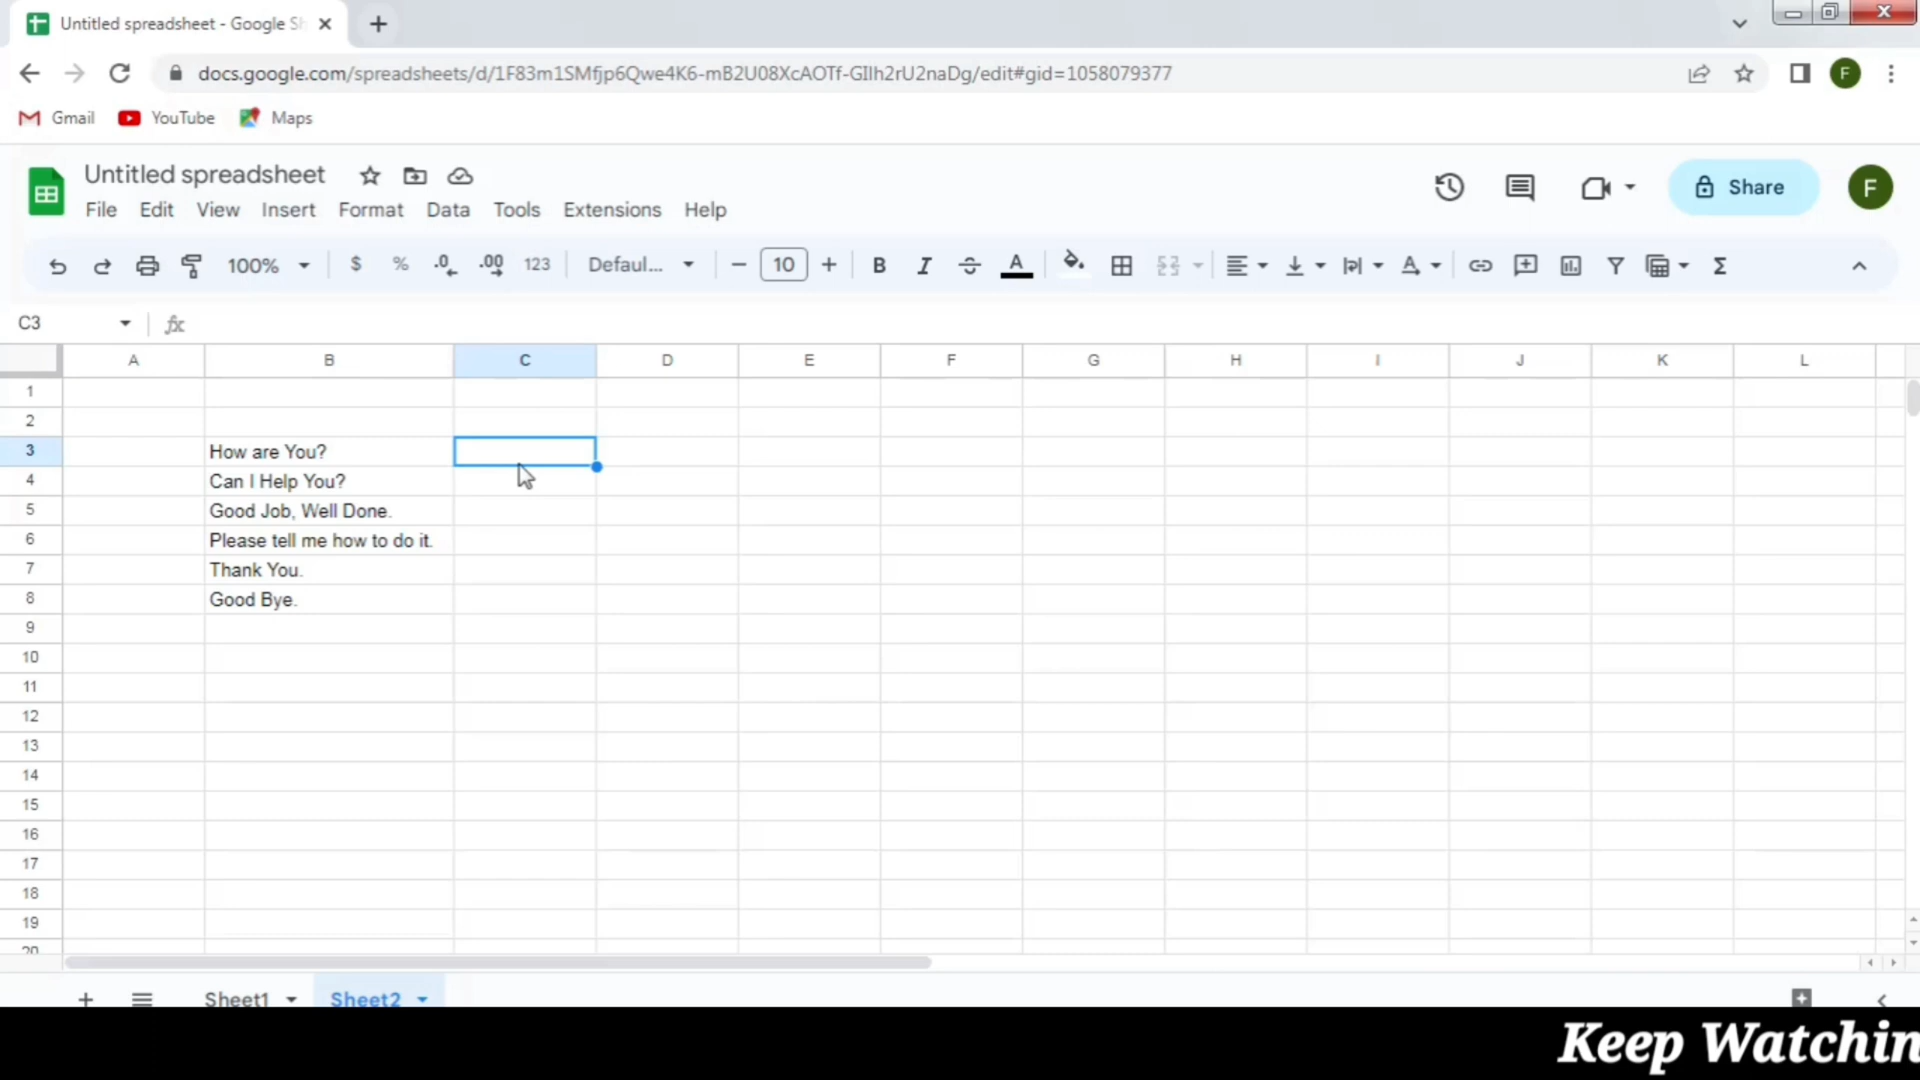 Untitled spreadsheet - Google Sh
docs.google.com/spreadsheets/d/1F83m1SMfjp6Qwe4K6-mB2U08XcAOTf-GIlh2rU2naDg/edit#gid=1058079377
F
Gmail YouTube Maps
Untitled spreadsheet
File Edit View Insert Format Data Tools Extensions Help
Share
F
100% $ % .0 .00 123 Defaul... 10 B I A Σ
C3 fx
A B C D E F G H I J K L
1
2
3 How are You?
4 Can I Help You?
5 Good Job, Well Done.
6 Please tell me how to do it.
7 Thank You.
8 Good Bye.
9
10
11
12
13
14
15
16
17
18
19
20
Sheet1 Sheet2
Keep Watchin